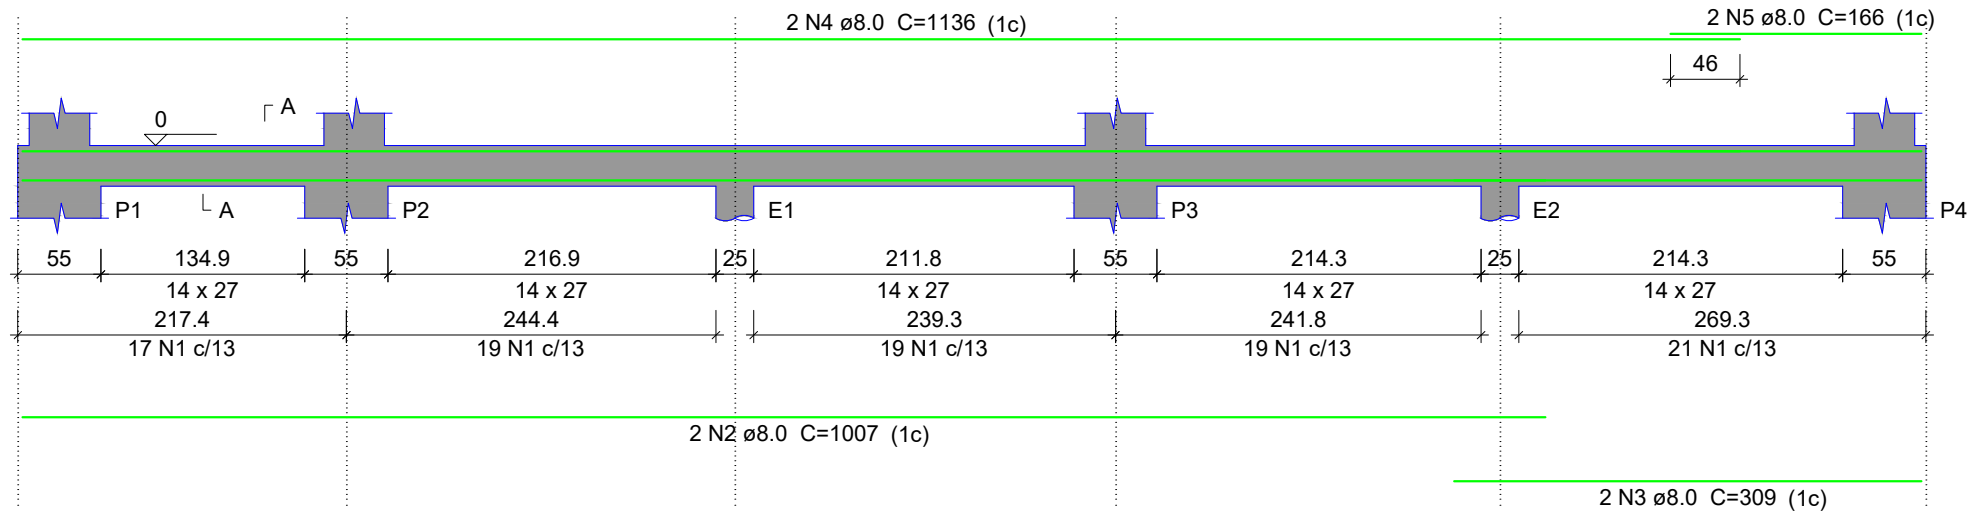 2 N4 ø8.0 C=1136 (1c)
2 N5 ø8.0 C=166 (1c)
46
A
0
A
P1
P2
E1
P3
E2
P4
55 134.9 55 216.9 25 211.8 55 214.3 25 214.3 55
14 x 27 14 x 27 14 x 27 14 x 27 14 x 27
217.4 244.4 239.3 241.8 269.3
17 N1 c/13 19 N1 c/13 19 N1 c/13 19 N1 c/13 21 N1 c/13
2 N2 ø8.0 C=1007 (1c)
2 N3 ø8.0 C=309 (1c)